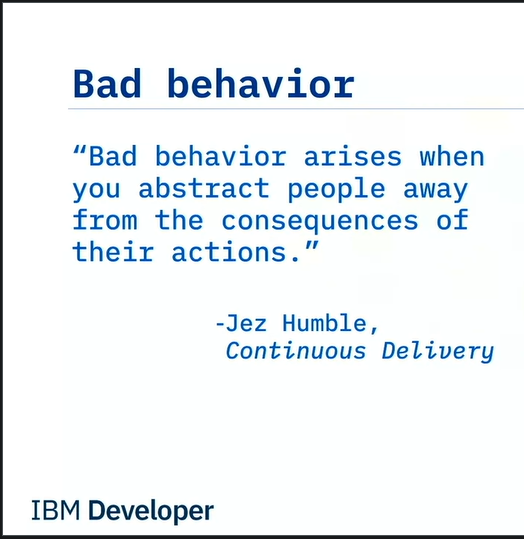 Bad behavior
“Bad behavior arises when
you abstract people away
from the consequences of
their actions.”
-Jez Humble,
Continuous Delivery
IBM Developer